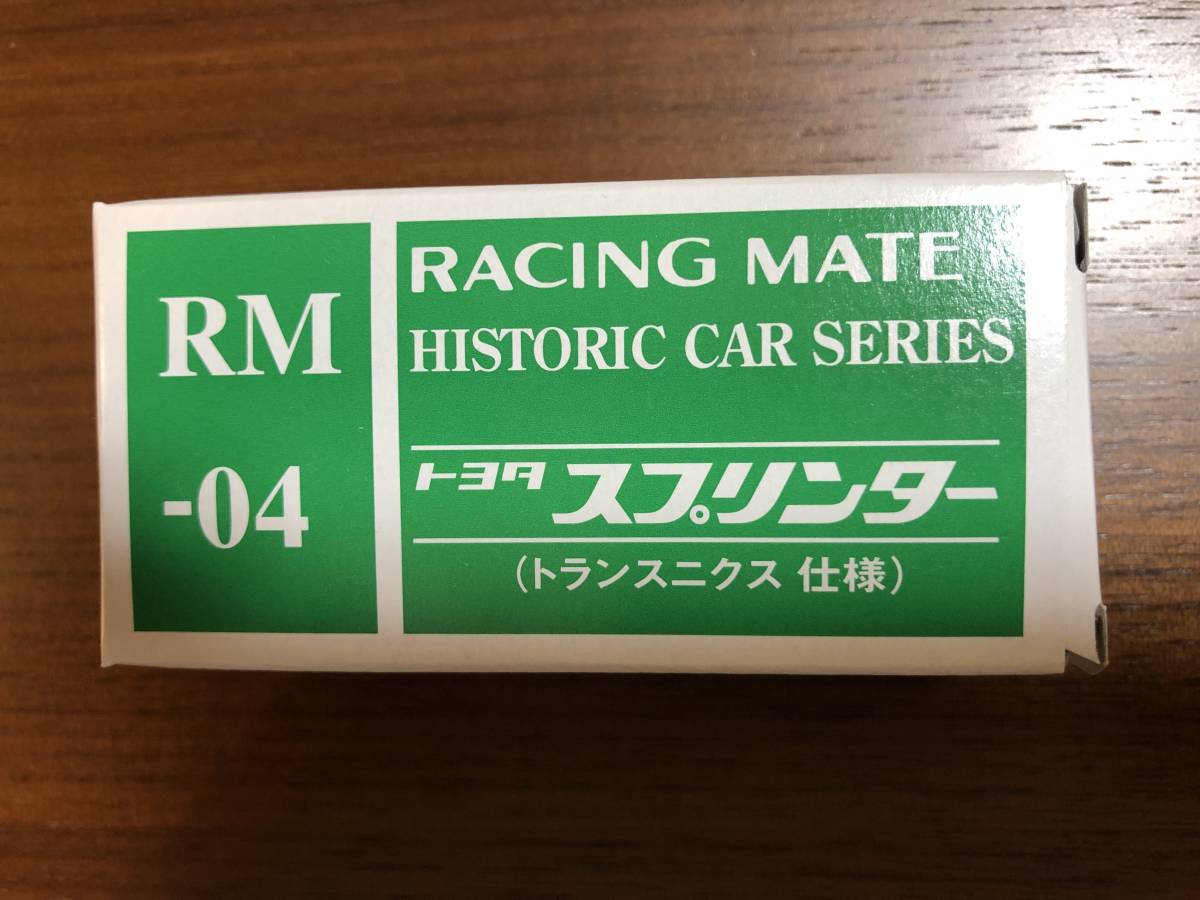 RM
-04
RACING MATE
HISTORIC CAR SERIES
トヨタ スプリンター
(トランスニクス 仕様)